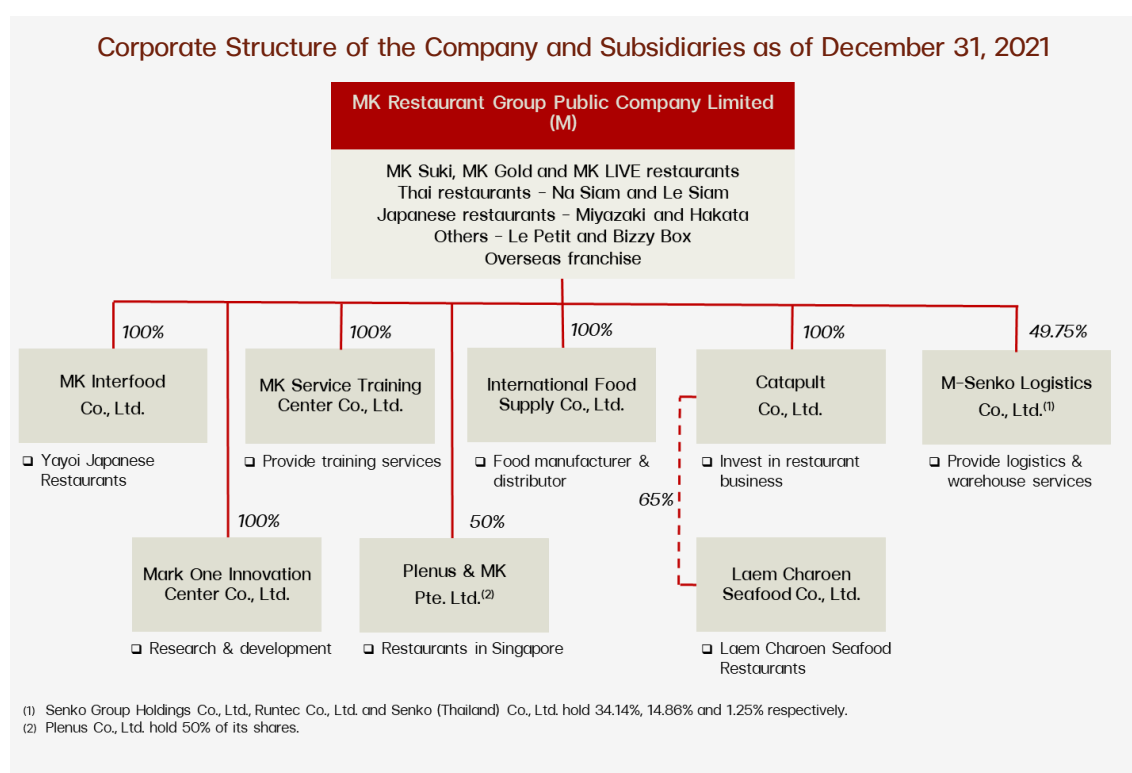 Corporate Structure of the Company and Subsidiaries as of December 31, 2021
MK Restaurant Group Public Company Limited
(M)
MK Suki, MK Gold and MK LIVE restaurants
Thai restaurants – Na Siam and Le Siam
Japanese restaurants – Miyazaki and Hakata
Others – Le Petit and Bizzy Box
Overseas franchise
100%
MK Interfood
Co., Ltd.
❑ Yayoi Japanese
Restaurants
100%
MK Service Training
Center Co., Ltd.
❑ Provide training services
100%
International Food
Supply Co., Ltd.
❑ Food manufacturer &
distributor
100%
Catapult
Co., Ltd.
❑ Invest in restaurant
business
49.75%
M-Senko Logistics
Co., Ltd.(1)
❑ Provide logistics &
warehouse services
100%
Mark One Innovation
Center Co., Ltd.
❑ Research & development
50%
Plenus & MK
Pte. Ltd.(2)
❑ Restaurants in Singapore
65%
Laem Charoen
Seafood Co., Ltd.
❑ Laem Charoen Seafood
Restaurants
(1) Senko Group Holdings Co., Ltd., Runtec Co., Ltd. and Senko (Thailand) Co., Ltd. hold 34.14%, 14.86% and 1.25% respectively.
(2) Plenus Co., Ltd. hold 50% of its shares.